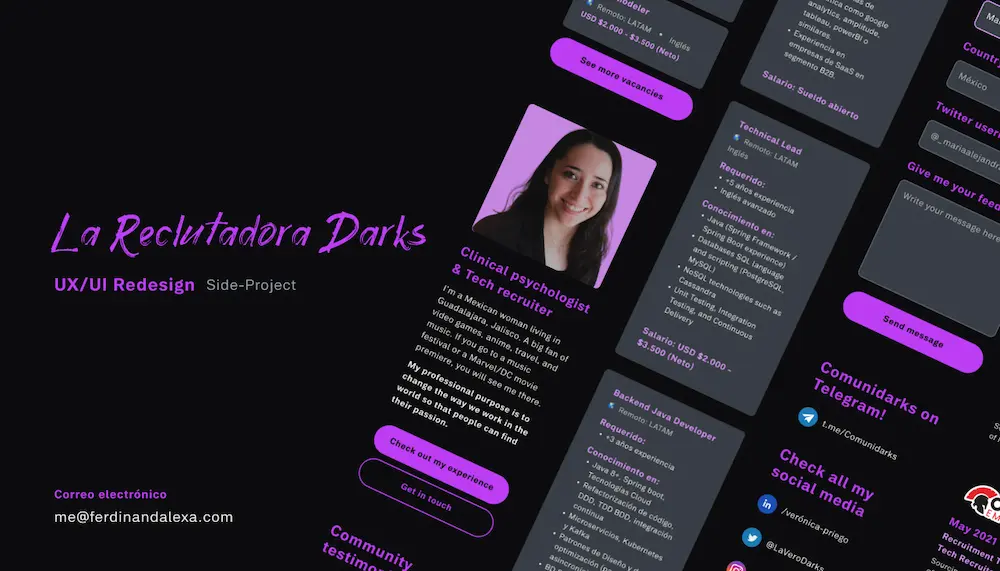 La Reclutadora Darks
UX/UI Redesign Side-Project
Correo electrónico
me@ferdinandalexa.com
Remoto: LATAM • Inglés
USD $2.000 - $3.500 (Neto)
See more vacancies
Clinical psychologist
& Tech recruiter
I'm a Mexican woman living in
Guadalajara, Jalisco. A big fan of
video games, anime, travel, and
music. If you go to a music
festival or a Marvel/DC movie
premiere, you will see me there.
My professional purpose is to
change the way we work in the
world so that people can find
their passion.
Check out my experience
Get in touch
Community
como google
analytics, amplitude,
tableau, powerBi o
similares.
• Experiencia en
empresas de SaaS en
segmento B2B.
Salario: Sueldo abierto
Technical Lead
Remoto: LATAM
Inglés
Requerido:
• +5 años experiencia
• Inglés avanzado
Conocimiento en:
• Java (Spring Framework /
Spring Boot experience)
• Databases SQL language
and scripting (PostgreSQL,
MySQL)
• NoSQL technologies such as
Cassandra
• Unit Testing, Integration
Testing, and Continuous
Delivery
Salario: USD $2.000 -
$3.500 (Neto)
Backend Java Developer
Remoto: LATAM
Requerido:
• +3 años experiencia
Conocimiento en:
• Java 8+, Spring boot,
Tecnologías Cloud
• Refactorización de código,
DDD, TDD BDD, integración
continua
• Microservicios, Kubernetes
y Kafka
• Patrones de Diseño y
optimización
México
Twitter
@_mariaalejandra
Give me your
Write your message here
Send message
Comunidarks on
Telegram!
t.me/Comunidarks
Check all my
social media
/verónica-priego
@LaVeroDarks
May 2021
Recruitment
Tech Recruiter